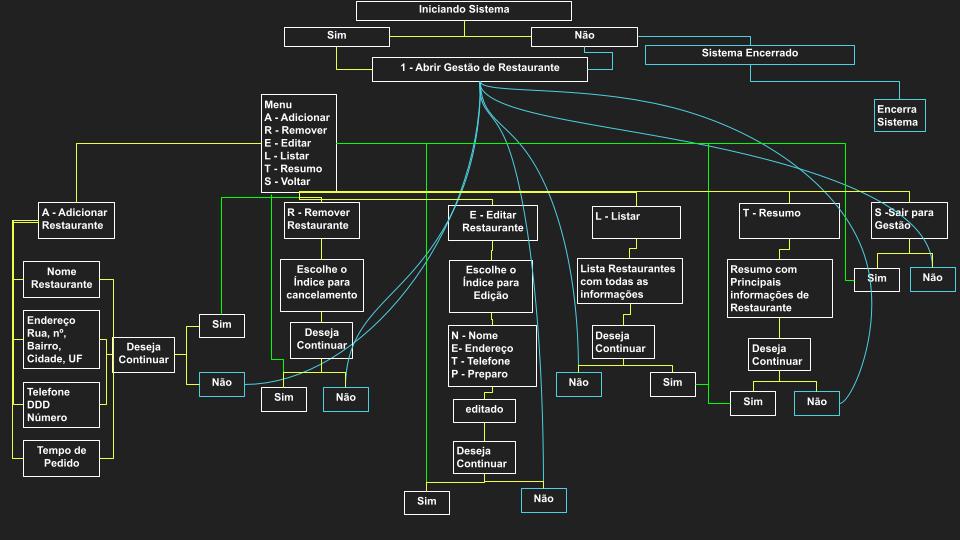 Iniciando Sistema
Sim
Não
Sistema Encerrado
1 - Abrir Gestão de Restaurante
Encerra
Sistema
Menu
A - Adicionar
R - Remover
E - Editar
L - Listar
T - Resumo
S - Voltar
A - Adicionar
Restaurante
R - Remover
Restaurante
E - Editar
Restaurante
L - Listar
T - Resumo
S -Sair para
Gestão
Nome
Restaurante
Endereço
Rua, nº,
Bairro,
Cidade, UF
Telefone
DDD
Número
Tempo de
Pedido
Deseja
Continuar
Sim
Não
Escolhe o
Índice para
cancelamento
Deseja
Continuar
Sim
Não
Escolhe o
Índice para
Edição
N - Nome
E- Endereço
T - Telefone
P - Preparo
editado
Deseja
Continuar
Sim
Não
Lista Restaurantes
com todas as
informações
Deseja
Continuar
Não
Sim
Resumo com
Principais
informações de
Restaurante
Deseja
Continuar
Sim
Não
Sim
Não